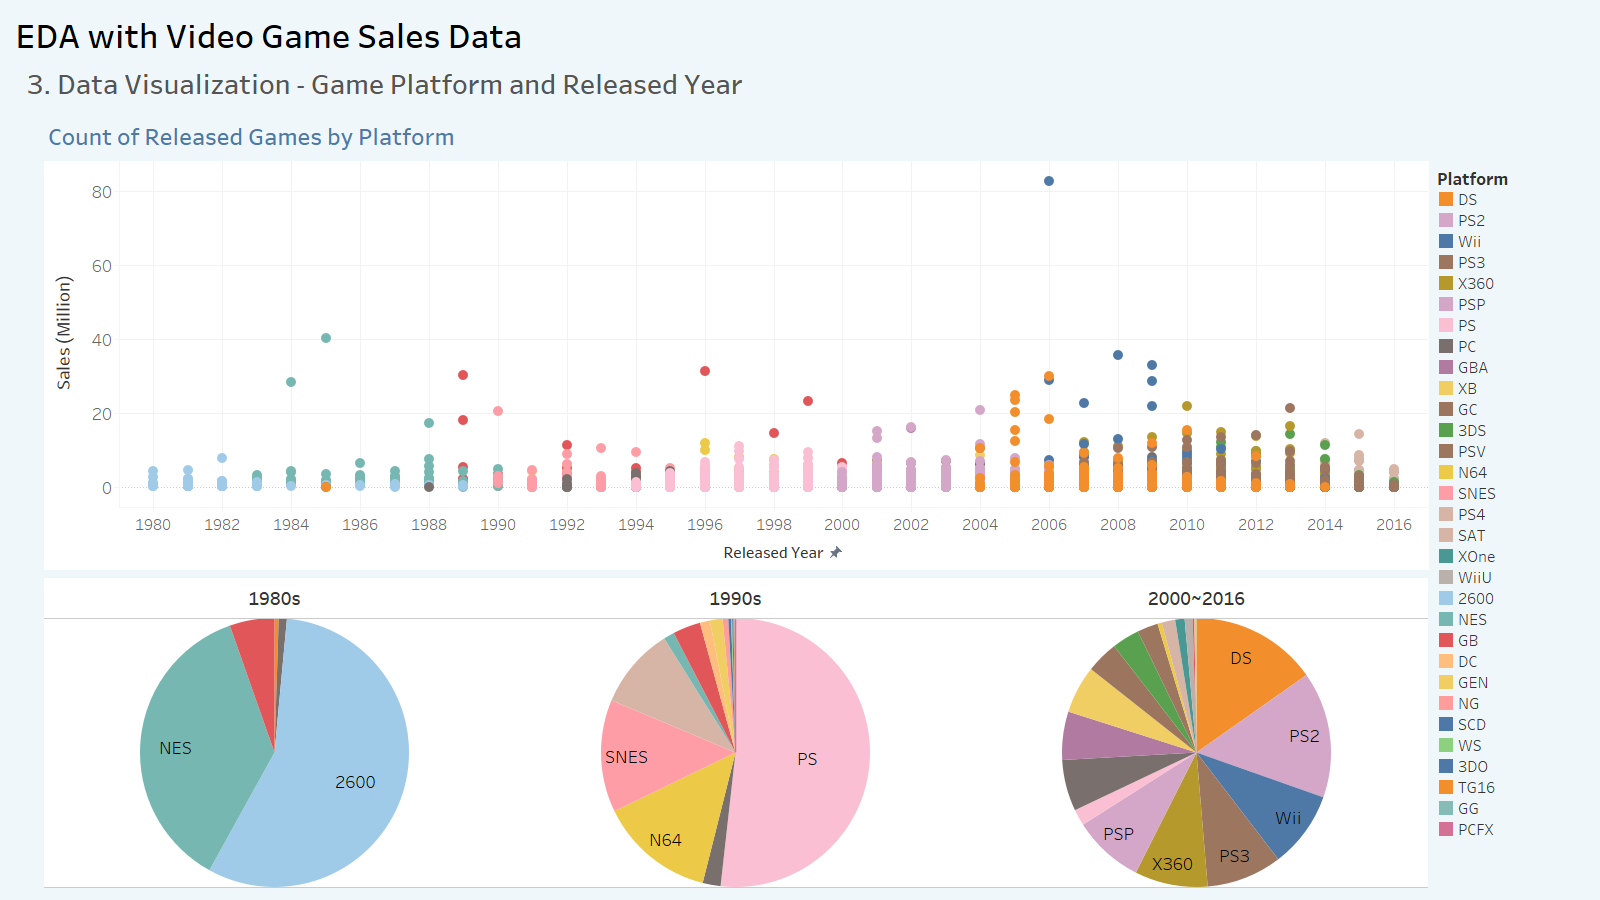 EDA with Video Game Sales Data
3. Data Visualization - Game Platform and Released Year
Count of Released Games by Platform
Sales (Million)
80
60
40
20
0
1980 1982 1984 1986 1988 1990 1992 1994 1996 1998 2000 2002 2004 2006 2008 2010 2012 2014 2016
Released Year
Platform
DS
PS2
Wii
PS3
X360
PSP
PS
PC
GBA
XB
GC
3DS
PSV
N64
SNES
PS4
SAT
XOne
WiiU
2600
NES
GB
DC
GEN
NG
SCD
WS
3DO
TG16
GG
PCFX
1980s
NES
2600
1990s
PS
SNES
N64
2000~2016
DS
PS2
Wii
PS3
X360
PSP